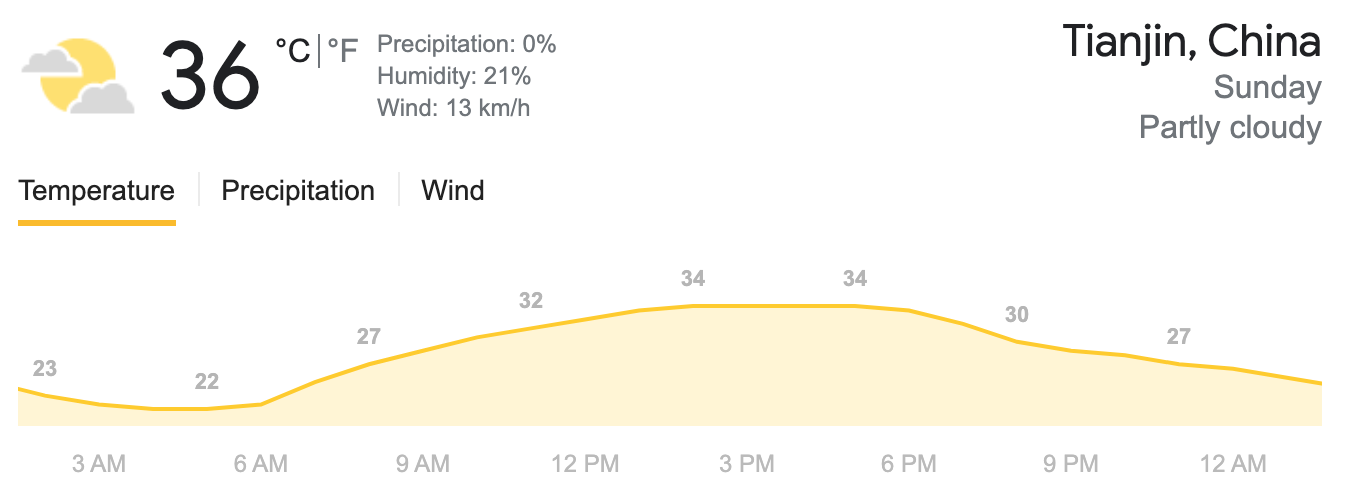 36 °C|°F
Precipitation: 0%
Humidity: 21%
Wind: 13 km/h
Tianjin, China
Sunday
Partly cloudy
Temperature | Precipitation | Wind
23 22 27 32 34 34 30 27
3 AM 6 AM 9 AM 12 PM 3 PM 6 PM 9 PM 12 AM